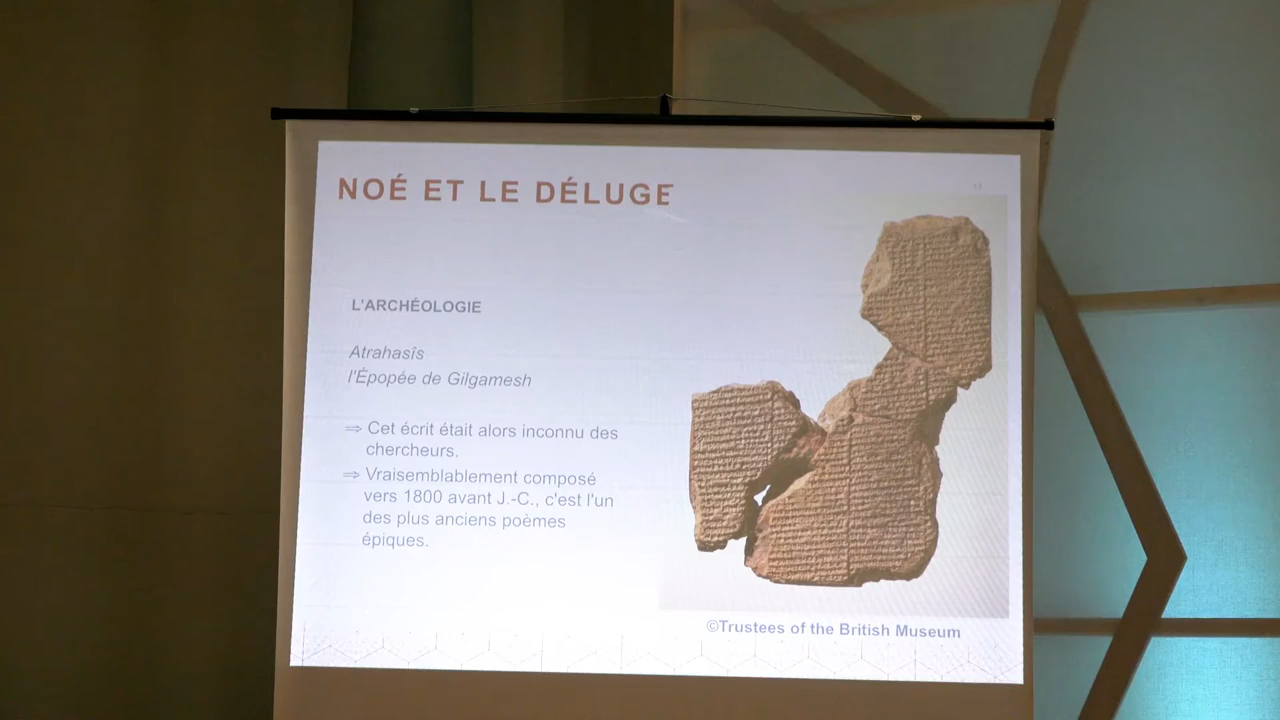 NOÉ ET LE DÉLUGE
L'ARCHÉOLOGIE
Atrahasîs
l'Épopée de Gilgamesh
⇒ Cet écrit était alors inconnu des
chercheurs.
⇒ Vraisemblablement composé
vers 1800 avant J.-C., c'est l'un
des plus anciens poèmes
épiques.
©Trustees of the British Museum